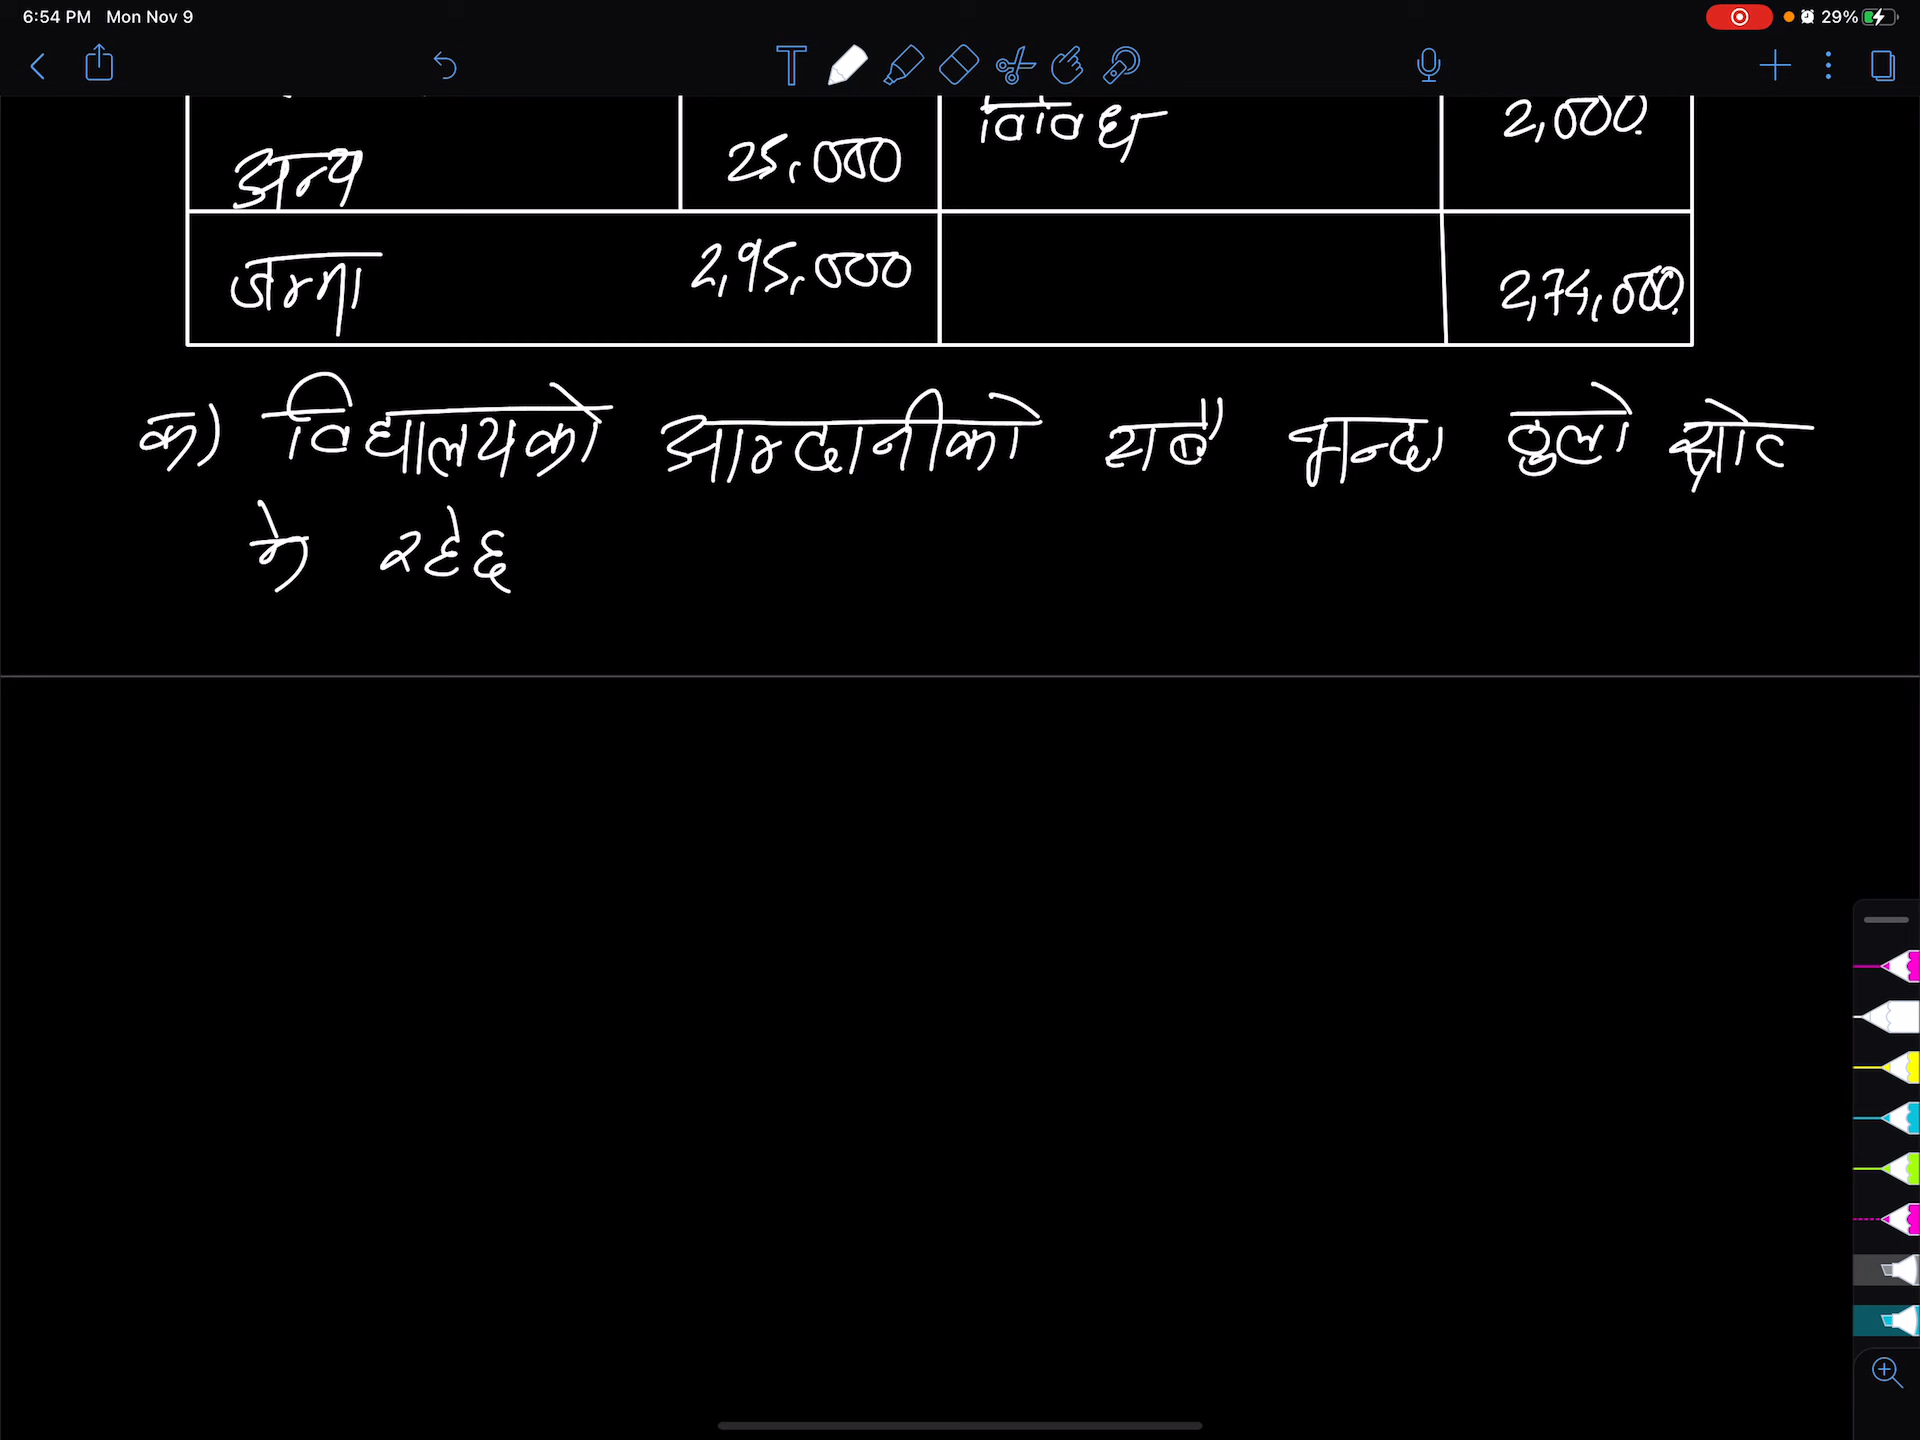 6:54 PM Mon Nov 9 29%
विविध 2,000
अन्य 25,000
जम्मा 2,95,000 2,74,000
क) विद्यालयको आम्दानीको सबै भन्दा ठुलो स्रोत
के रहेछ